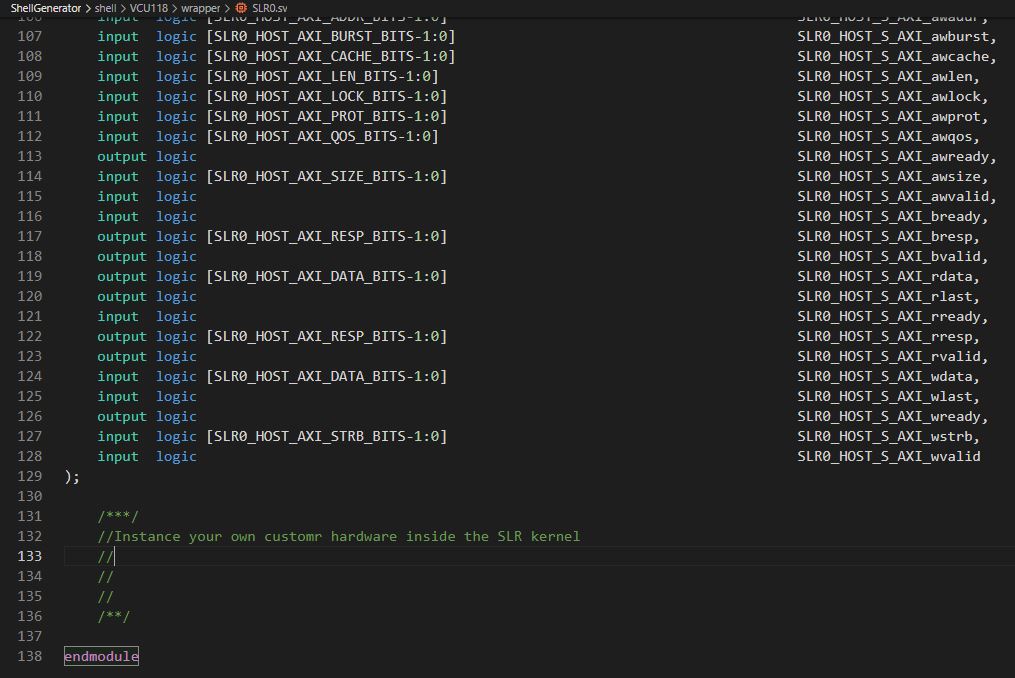 ShellGenerator > shell > VCU118 > wrapper > SLR0.sv
106 input logic [SLR0_HOST_AXI_ADDR_BITS-1:0] SLR0_HOST_S_AXI_awaddr,
107 input logic [SLR0_HOST_AXI_BURST_BITS-1:0] SLR0_HOST_S_AXI_awburst,
108 input logic [SLR0_HOST_AXI_CACHE_BITS-1:0] SLR0_HOST_S_AXI_awcache,
109 input logic [SLR0_HOST_AXI_LEN_BITS-1:0] SLR0_HOST_S_AXI_awlen,
110 input logic [SLR0_HOST_AXI_LOCK_BITS-1:0] SLR0_HOST_S_AXI_awlock,
111 input logic [SLR0_HOST_AXI_PROT_BITS-1:0] SLR0_HOST_S_AXI_awprot,
112 input logic [SLR0_HOST_AXI_QOS_BITS-1:0] SLR0_HOST_S_AXI_awqos,
113 output logic SLR0_HOST_S_AXI_awready,
114 input logic [SLR0_HOST_AXI_SIZE_BITS-1:0] SLR0_HOST_S_AXI_awsize,
115 input logic SLR0_HOST_S_AXI_awvalid,
116 input logic SLR0_HOST_S_AXI_bready,
117 output logic [SLR0_HOST_AXI_RESP_BITS-1:0] SLR0_HOST_S_AXI_bresp,
118 output logic SLR0_HOST_S_AXI_bvalid,
119 output logic [SLR0_HOST_AXI_DATA_BITS-1:0] SLR0_HOST_S_AXI_rdata,
120 output logic SLR0_HOST_S_AXI_rlast,
121 input logic SLR0_HOST_S_AXI_rready,
122 output logic [SLR0_HOST_AXI_RESP_BITS-1:0] SLR0_HOST_S_AXI_rresp,
123 output logic SLR0_HOST_S_AXI_rvalid,
124 input logic [SLR0_HOST_AXI_DATA_BITS-1:0] SLR0_HOST_S_AXI_wdata,
125 input logic SLR0_HOST_S_AXI_wlast,
126 output logic SLR0_HOST_S_AXI_wready,
127 input logic [SLR0_HOST_AXI_STRB_BITS-1:0] SLR0_HOST_S_AXI_wstrb,
128 input logic SLR0_HOST_S_AXI_wvalid
129 );
130
131 /***/
132 //Instance your own customr hardware inside the SLR kernel
133 //
134 //
135 //
136 /**/
137
138 endmodule